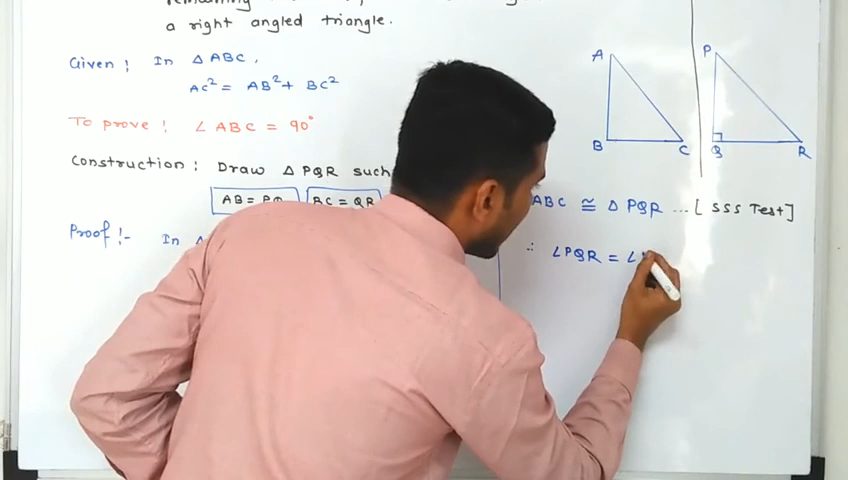 a right angled triangle.
Given : In △ ABC,
AC² = AB² + BC²
To prove : ∠ABC = 90°
Construction : Draw △ PQR such
AB = PQ BC = QR
Proof :- In
A
B
C
P
Q
R
ABC ≅ △ PQR ... [ SSS Test ]
∴ ∠PQR = ∠